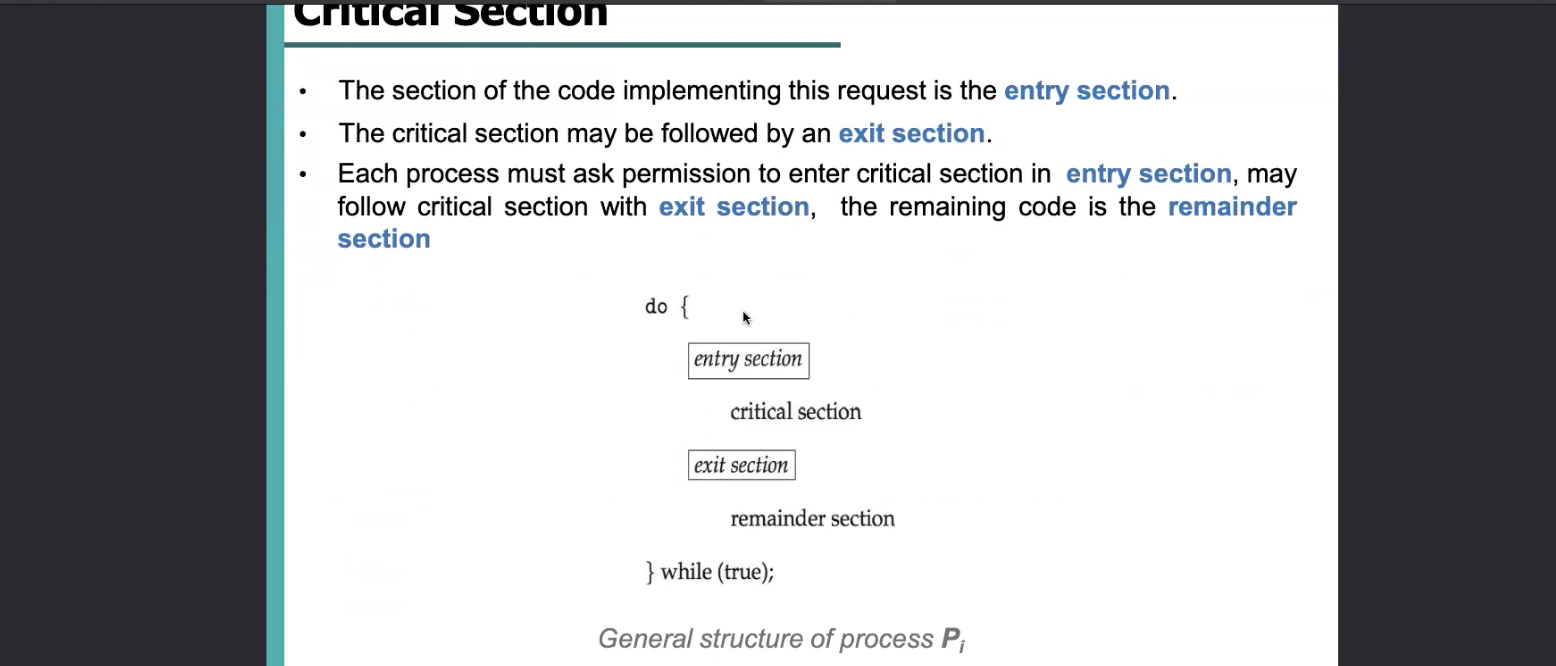 Critical Section
• The section of the code implementing this request is the entry section.
• The critical section may be followed by an exit section.
• Each process must ask permission to enter critical section in entry section, may
follow critical section with exit section, the remaining code is the remainder
section
do {
entry section
critical section
exit section
remainder section
} while (true);
General structure of process Pi